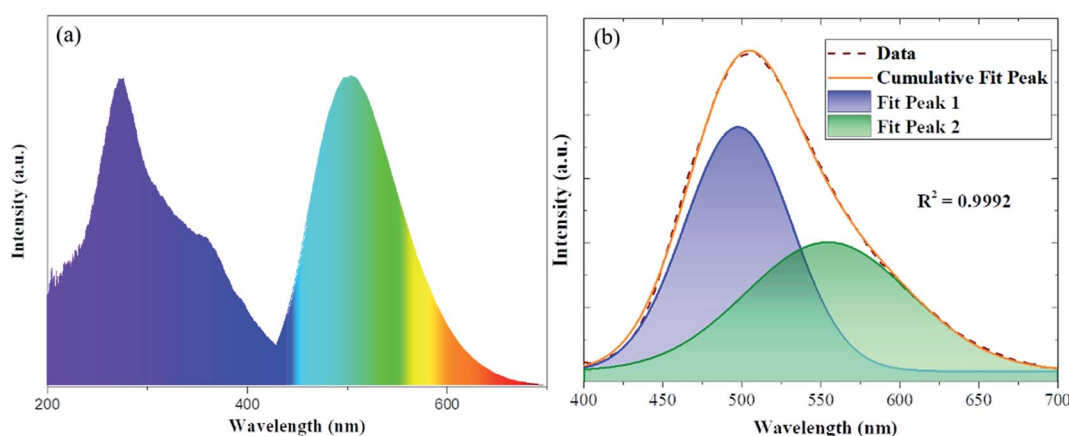 (a)
Intensity (a.u.)
200
400
600
Wavelength (nm)
(b)
Data
Cumulative Fit Peak
Fit Peak 1
Fit Peak 2
R² = 0.9992
Intensity (a.u.)
400
450
500
550
600
650
700
Wavelength (nm)